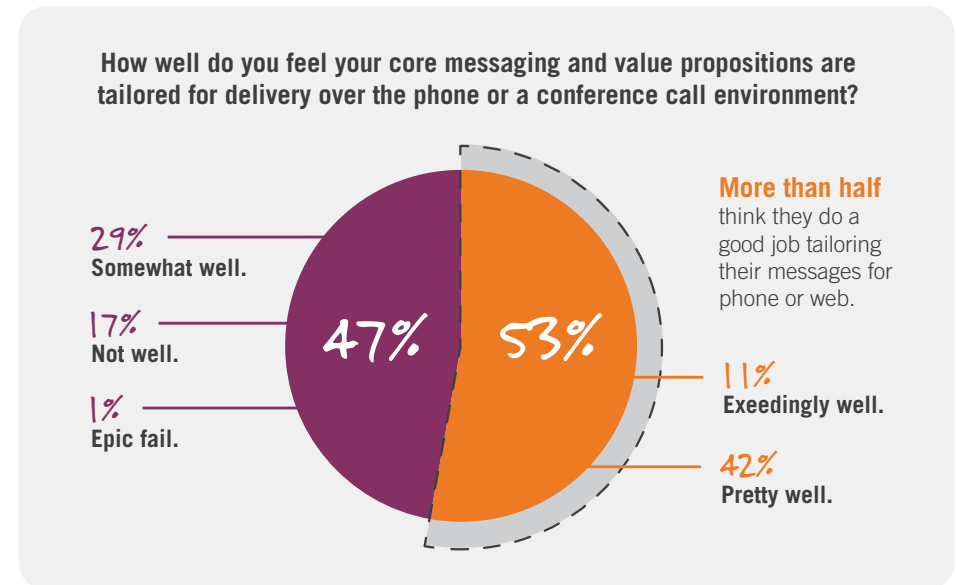 How well do you feel your core messaging and value propositions are
tailored for delivery over the phone or a conference call environment?
29%
Somewhat well.
17%
Not well.
1%
Epic fail.
47%
53%
More than half
think they do a
good job tailoring
their messages for
phone or web.
11%
Exeedingly well.
42%
Pretty well.